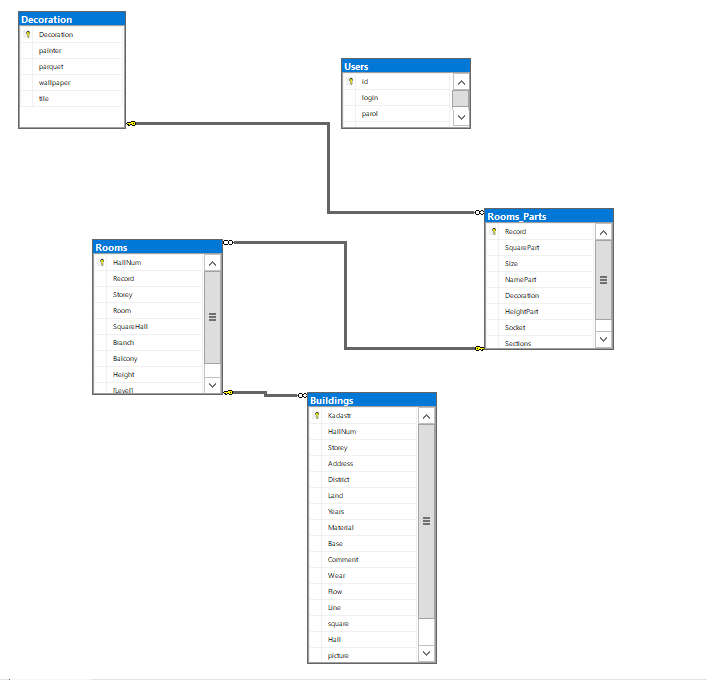 Decoration
Decoration
painter
parquet
wallpaper
tile
Users
id
login
parol
Rooms_Parts
Record
SquarePart
Size
NamePart
Decoration
HeightPart
Socket
Sections
Rooms
HallNum
Record
Storey
Room
SquareHall
Branch
Balcony
Height
[Level]
Buildings
Kadastr
HallNum
Storey
Address
District
Land
Years
Material
Base
Comment
Wear
Flow
Line
square
Hall
picture